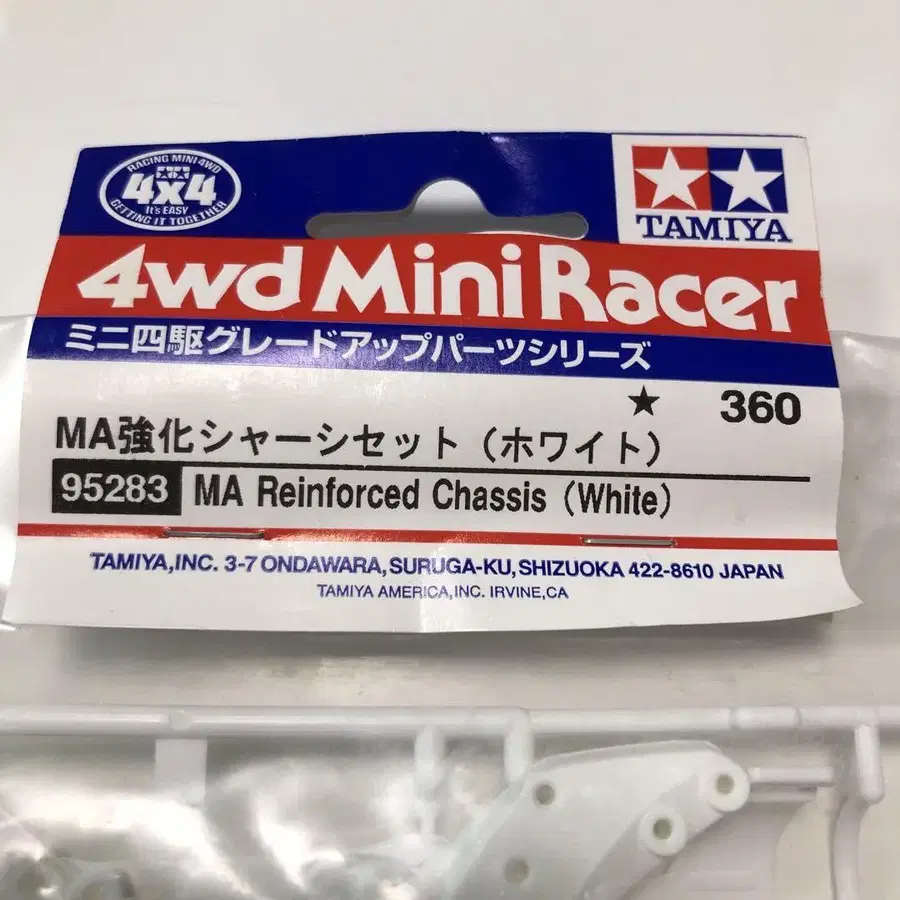 RACING MINI 4WD
4x4
It's EASY
GETTING IT TOGETHER
TAMIYA
4wd Mini Racer
ミニ四駆グレードアップパーツシリーズ
★ 360
MA強化シャーシセット（ホワイト）
95283 MA Reinforced Chassis (White)
TAMIYA,INC. 3-7 ONDAWARA,SURUGA-KU,SHIZUOKA 422-8610 JAPAN
TAMIYA AMERICA,INC. IRVINE,CA